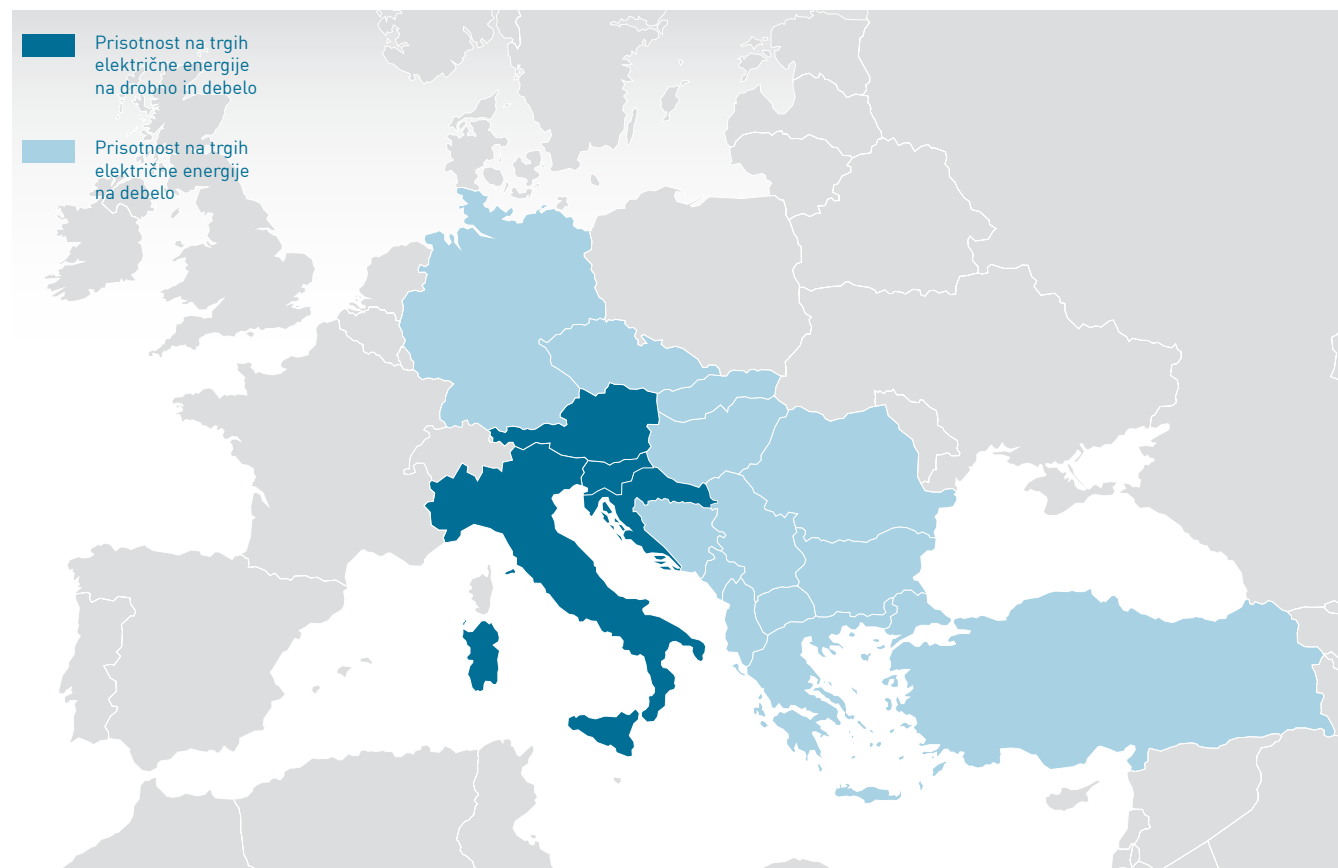 Prisotnost na trgih
električne energije
na drobno in debelo
Prisotnost na trgih
električne energije
na debelo